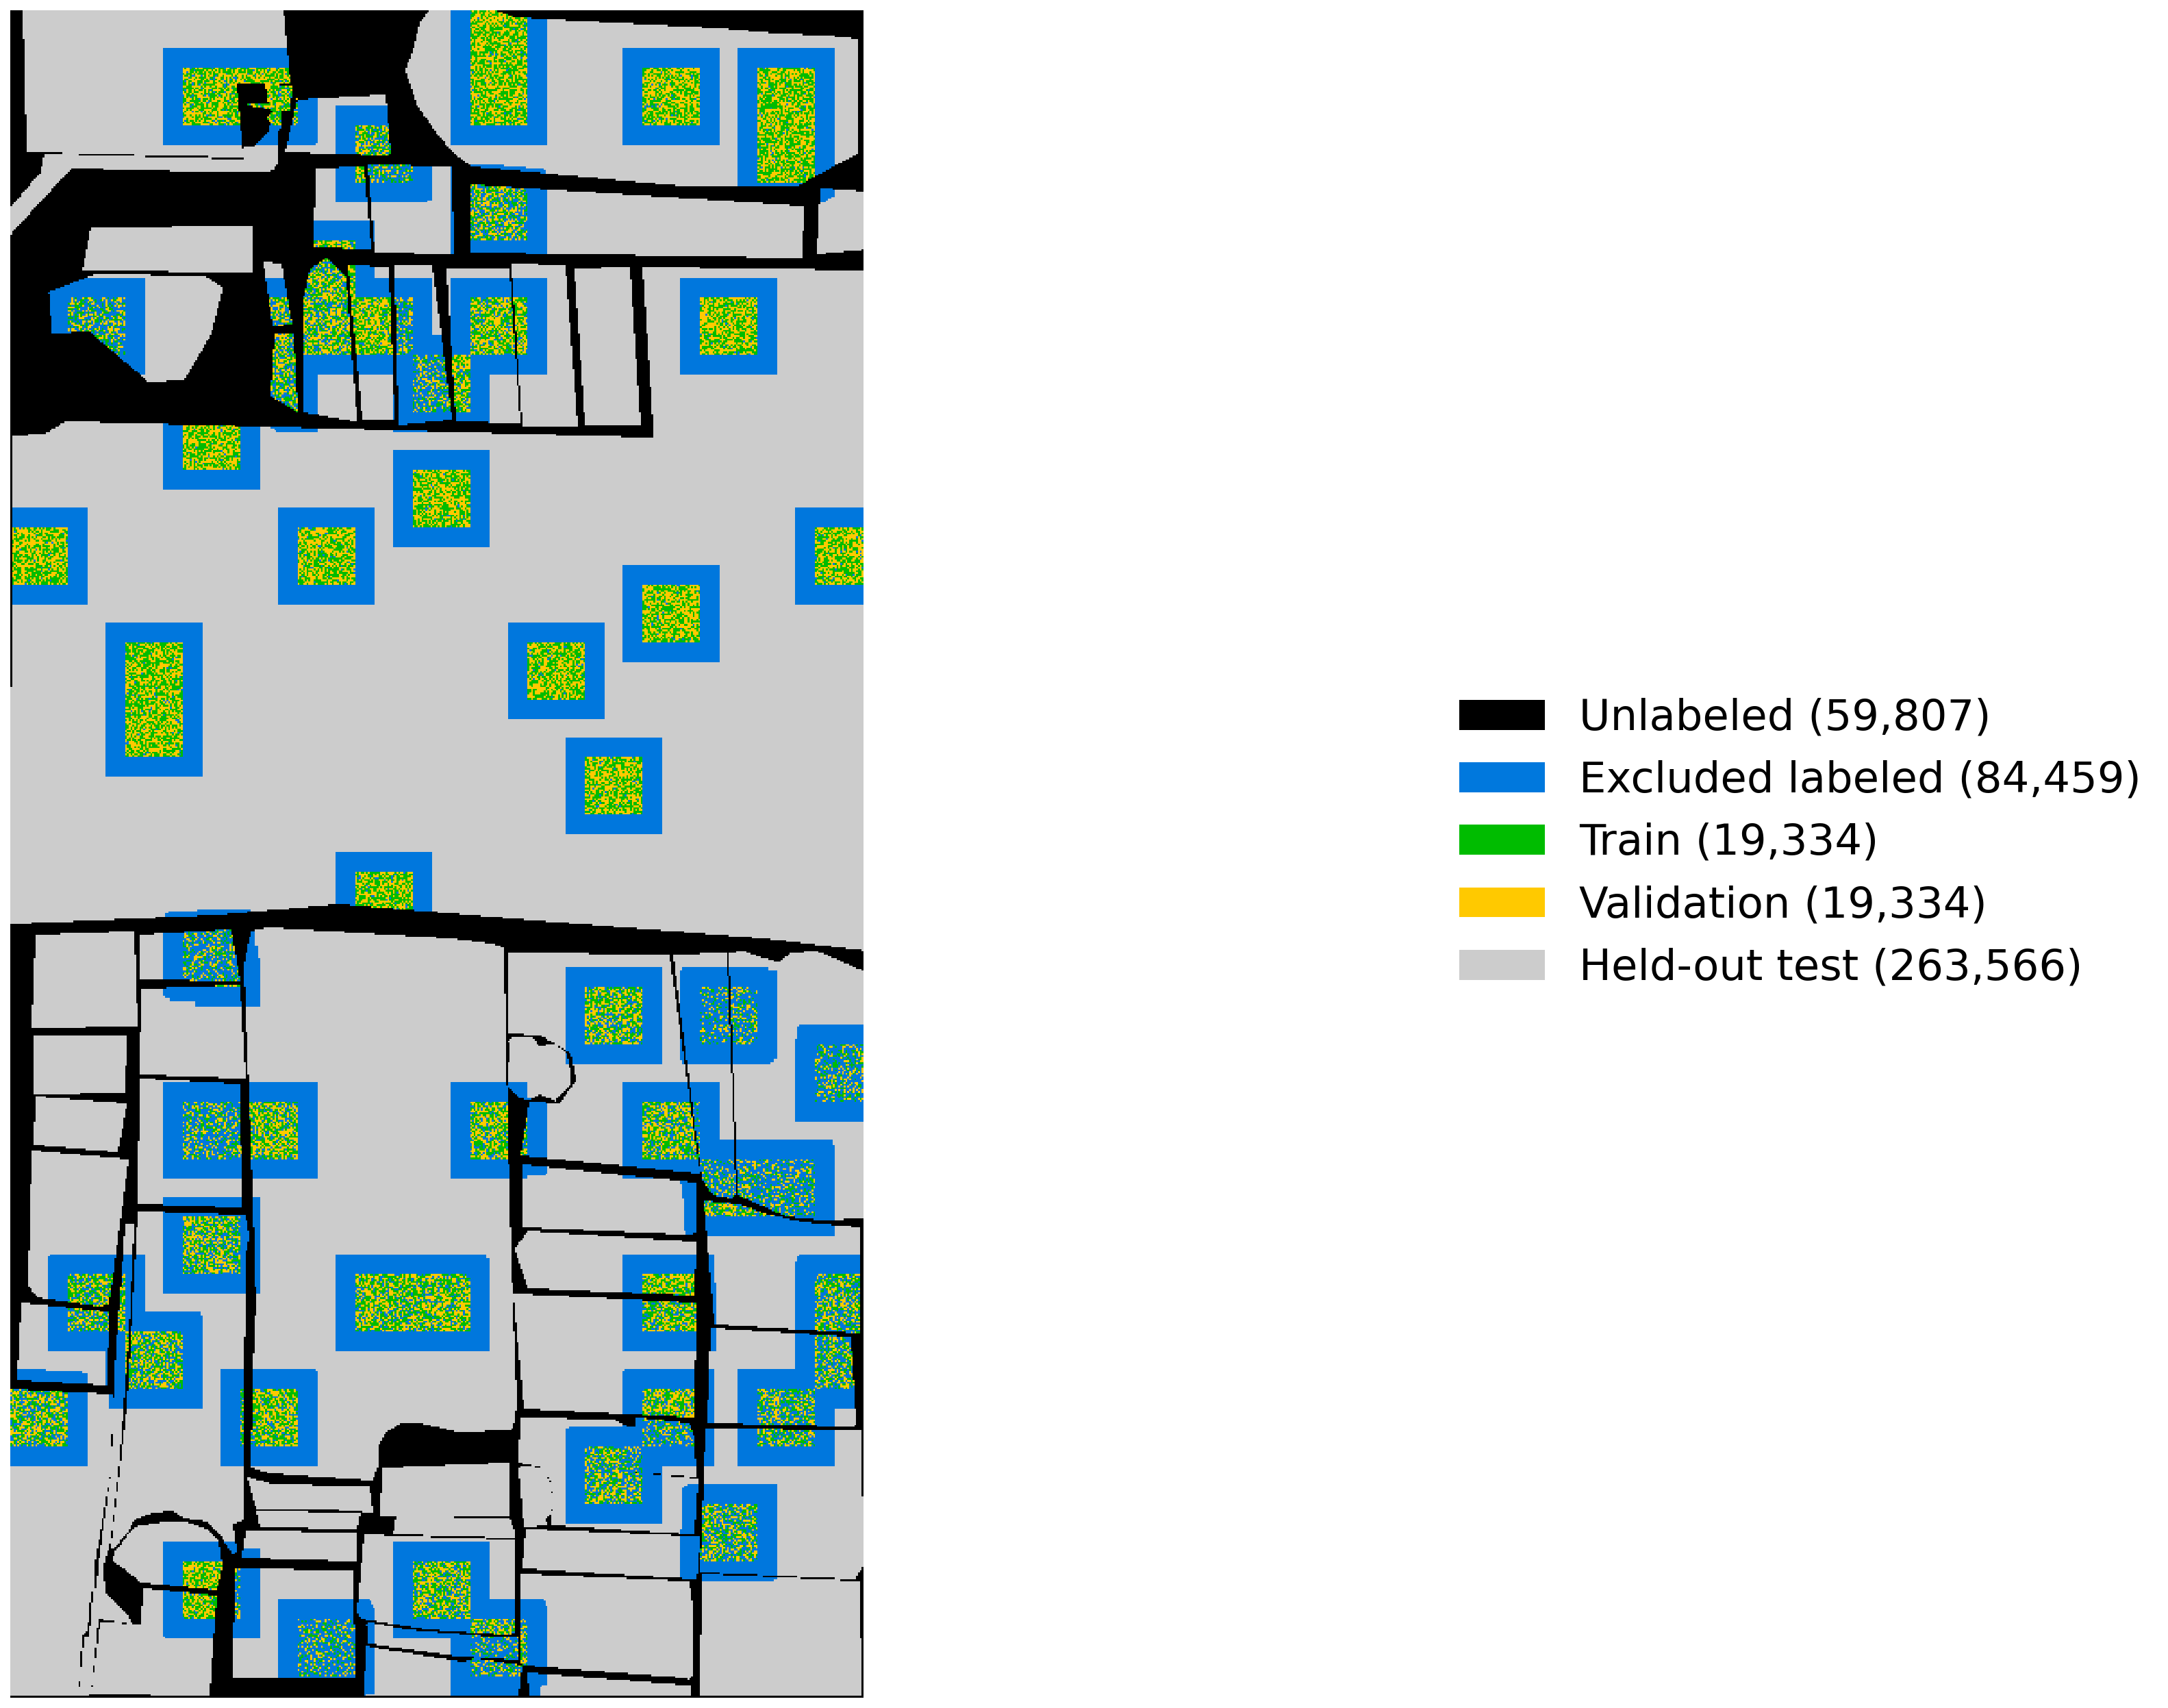 Unlabeled (59,807)
Excluded labeled (84,459)
Train (19,334)
Validation (19,334)
Held-out test (263,566)